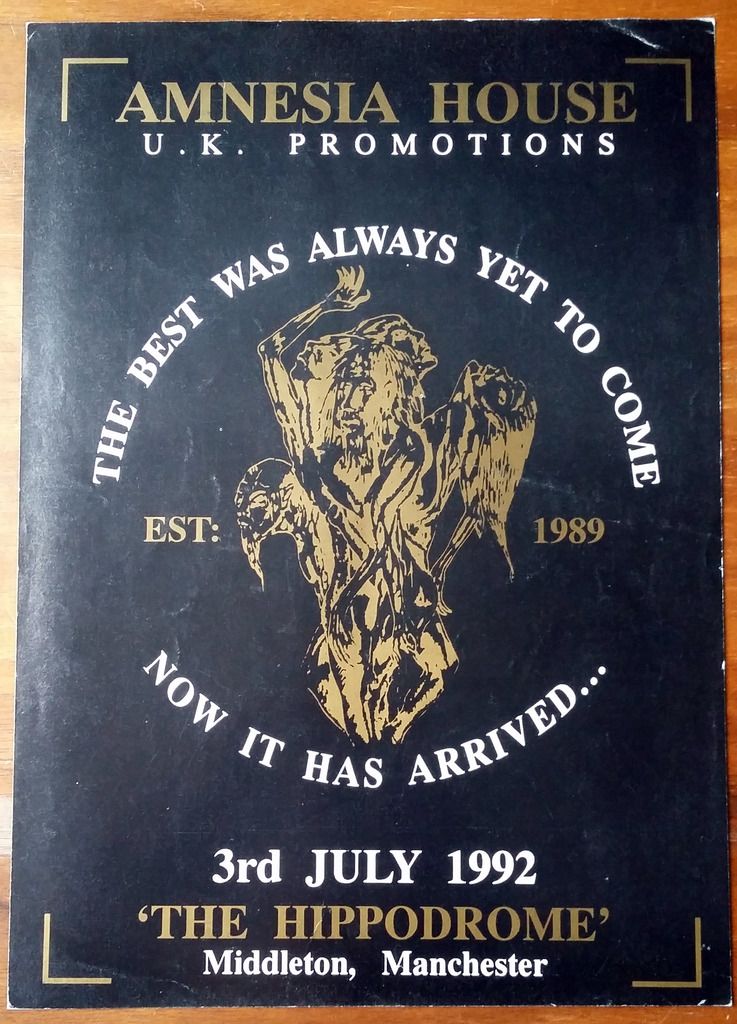 AMNESIA HOUSE
U.K. PROMOTIONS
THE BEST WAS ALWAYS YET TO COME
EST: 1989
NOW IT HAS ARRIVED...
3rd JULY 1992
‘THE HIPPODROME’
Middleton, Manchester